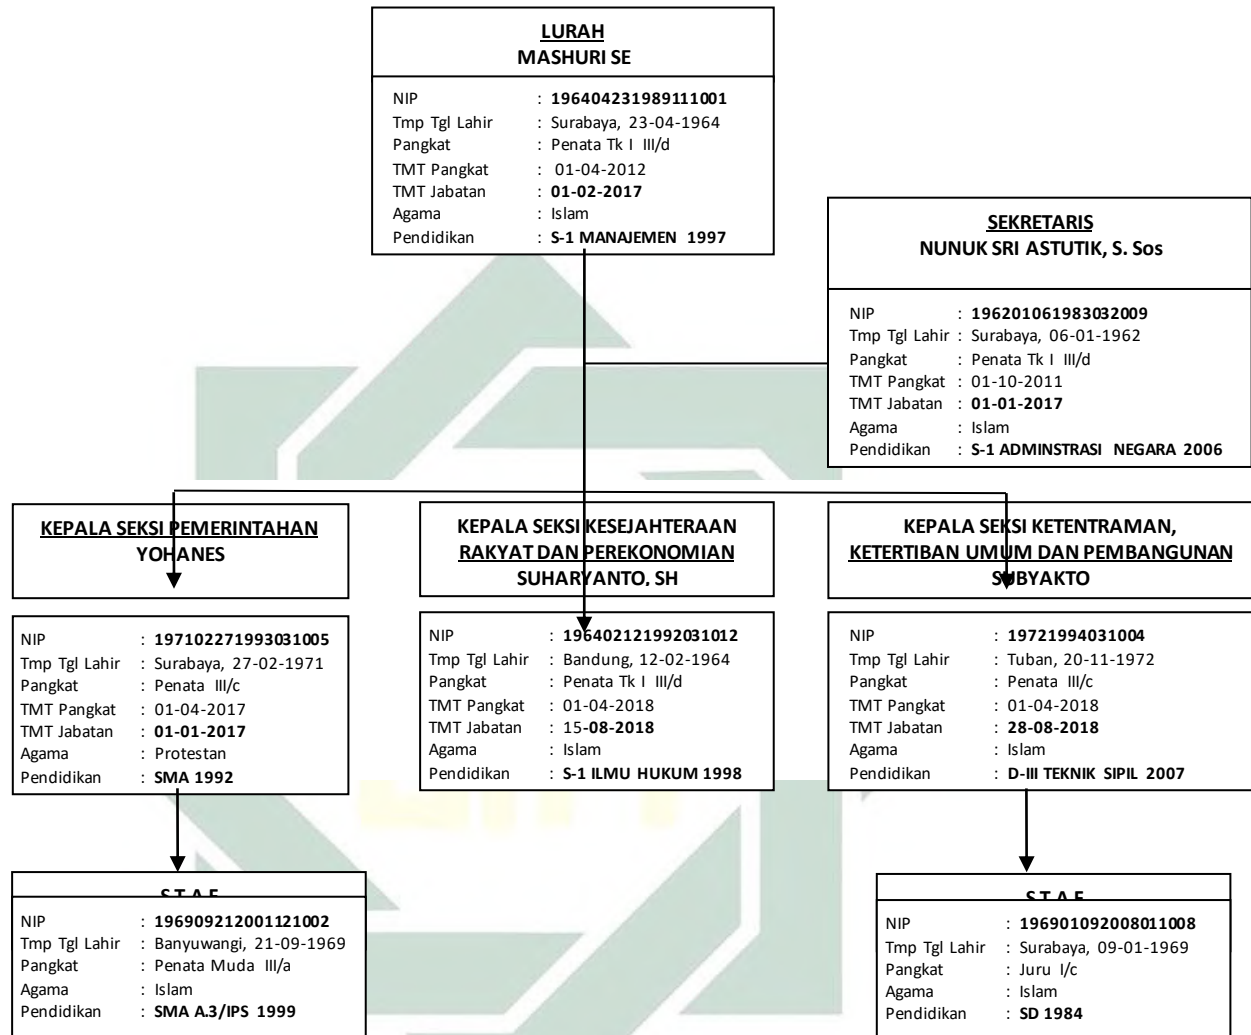 LURAH
MASHURI SE
NIP : 196404231989111001
Tmp Tgl Lahir : Surabaya, 23-04-1964
Pangkat : Penata Tk I III/d
TMT Pangkat : 01-04-2012
TMT Jabatan : 01-02-2017
Agama : Islam
Pendidikan : S-1 MANAJEMEN 1997
SEKRETARIS
NUNUK SRI ASTUTIK, S. Sos
NIP : 196201061983032009
Tmp Tgl Lahir : Surabaya, 06-01-1962
Pangkat : Penata Tk I III/d
TMT Pangkat : 01-10-2011
TMT Jabatan : 01-01-2017
Agama : Islam
Pendidikan : S-1 ADMINSTRASI NEGARA 2006
KEPALA SEKSI PEMERINTAHAN
YOHANES
NIP : 197102271993031005
Tmp Tgl Lahir : Surabaya, 27-02-1971
Pangkat : Penata III/c
TMT Pangkat : 01-04-2017
TMT Jabatan : 01-01-2017
Agama : Protestan
Pendidikan : SMA 1992
KEPALA SEKSI KESEJAHTERAAN
RAKYAT DAN PEREKONOMIAN
SUHARYANTO, SH
NIP : 196402121992031012
Tmp Tgl Lahir : Bandung, 12-02-1964
Pangkat : Penata Tk I III/d
TMT Pangkat : 01-04-2018
TMT Jabatan : 15-08-2018
Agama : Islam
Pendidikan : S-1 ILMU HUKUM 1998
KEPALA SEKSI KETENTRAMAN,
KETERTIBAN UMUM DAN PEMBANGUNAN
SUBYAKTO
NIP : 19721994031004
Tmp Tgl Lahir : Tuban, 20-11-1972
Pangkat : Penata III/c
TMT Pangkat : 01-04-2018
TMT Jabatan : 28-08-2018
Agama : Islam
Pendidikan : D-III TEKNIK SIPIL 2007
S T A F
NIP : 196909212001121002
Tmp Tgl Lahir : Banyuwangi, 21-09-1969
Pangkat : Penata Muda III/a
Agama : Islam
Pendidikan : SMA A.3/IPS 1999
S T A F
NIP : 196901092008011008
Tmp Tgl Lahir : Surabaya, 09-01-1969
Pangkat : Juru I/c
Agama : Islam
Pendidikan : SD 1984